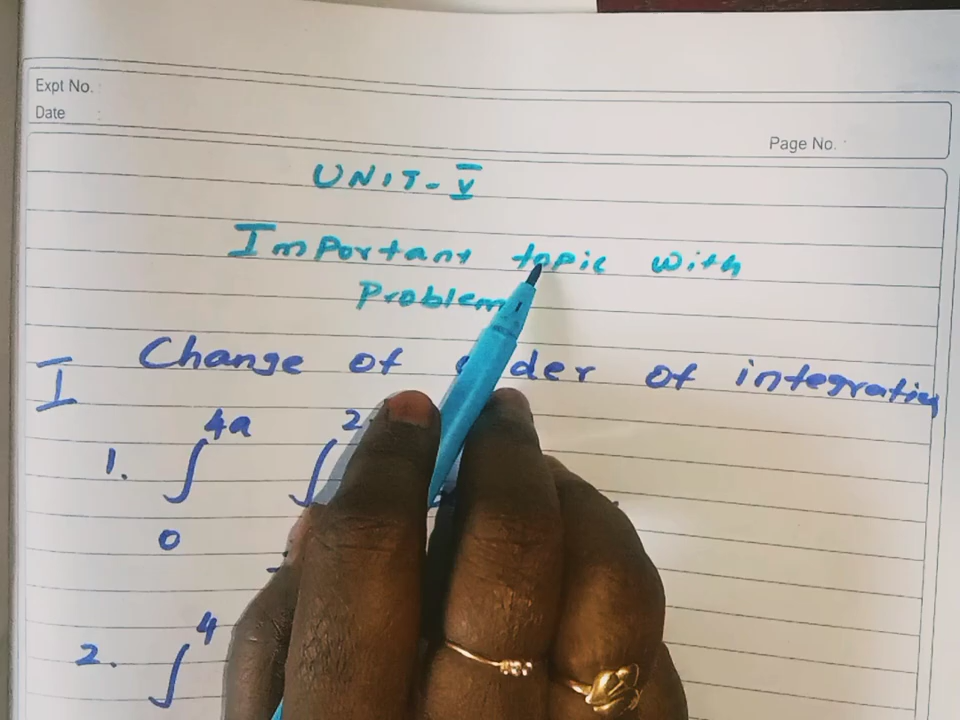 Expt No. :
Date :
Page No. :
UNIT-V
Important topic with
Problem
I Change of order of integration
1. ∫ 4a ∫ 2
0
2. ∫ 4